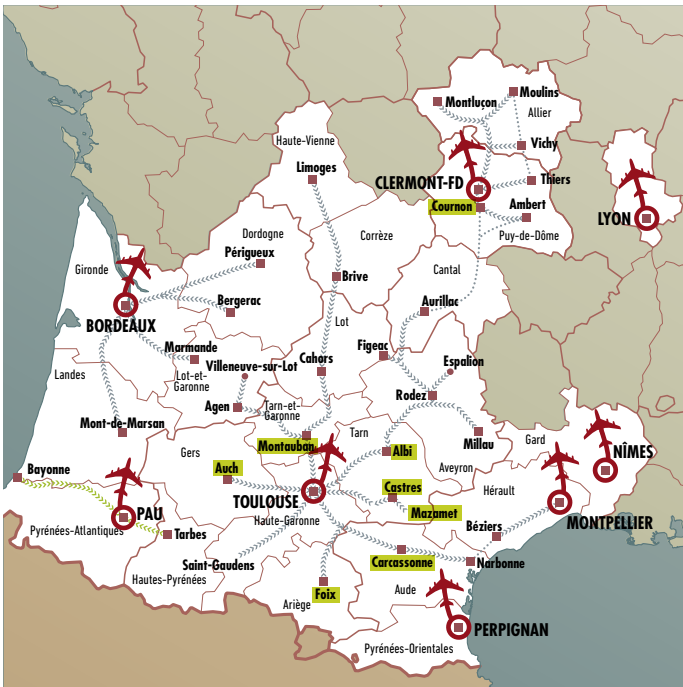 Moulins
Montluçon
Allier
Haute-Vienne
Vichy
Limoges
CLERMONT-FD
Thiers
Cournon
Ambert
LYON
Puy-de-Dôme
Dordogne
Corrèze
Périgueux
Gironde
Cantal
Brive
Bergerac
Aurillac
BORDEAUX
Lot
Marmande
Figeac
Espalion
Villeneuve-sur-Lot
Cahors
Landes
Lot-et-
Garonne
Rodez
Agen
Tarn-et-
Garonne
Mont-de-Marsan
Tarn
Gard
Montauban
Millau
Gers
Albi
NÎMES
Auch
Aveyron
Bayonne
Castres
Hérault
TOULOUSE
Mazamet
PAU
Haute-Garonne
MONTPELLIER
Béziers
Pyrénées-Atlantiques
Tarbes
Saint-Gaudens
Carcassonne
Narbonne
Hautes-Pyrénées
Foix
Aude
Ariège
PERPIGNAN
Pyrénées-Orientales